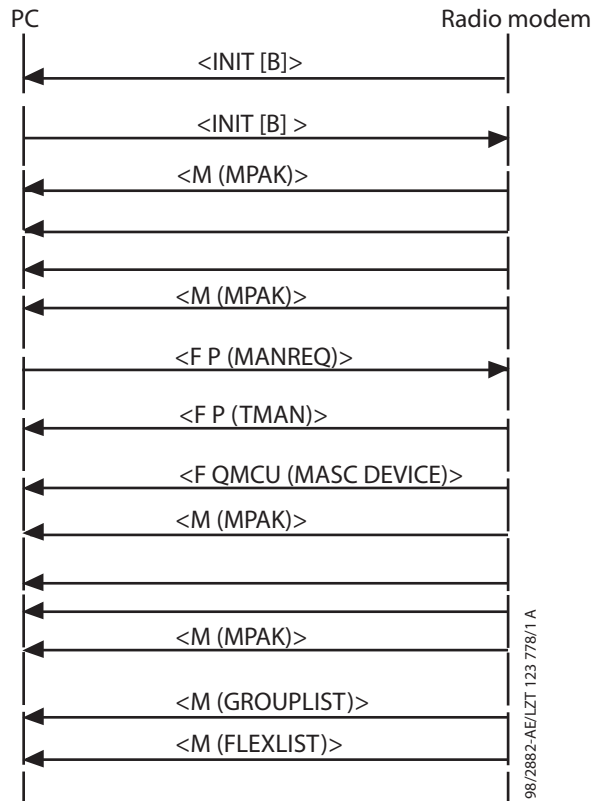 PC
Radio modem
<INIT [B]>
<INIT [B] >
<M (MPAK)>
<M (MPAK)>
<F P (MANREQ)>
<F P (TMAN)>
<F QMCU (MASC DEVICE)>
<M (MPAK)>
<M (MPAK)>
<M (GROUPLIST)>
<M (FLEXLIST)>
98/2882-AE/LZT 123 778/1 A